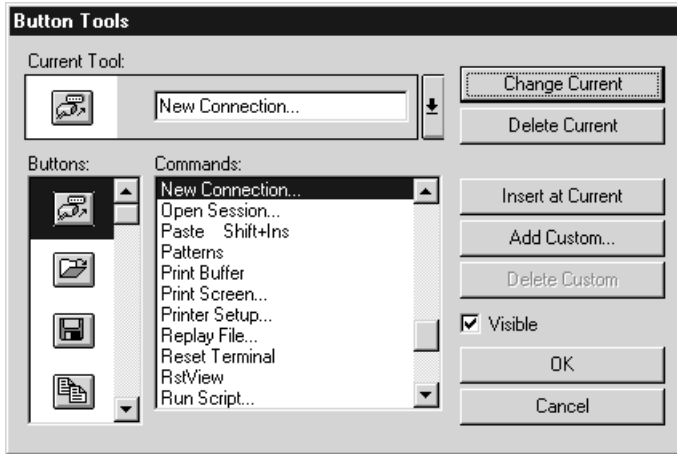 Button Tools
Current Tool:
New Connection...
Change Current
Delete Current
Buttons:
Commands:
New Connection...
Open Session...
Paste    Shift+Ins
Patterns
Print Buffer
Print Screen...
Printer Setup...
Replay File...
Reset Terminal
RstView
Run Script...
Insert at Current
Add Custom...
Delete Custom
Visible
OK
Cancel